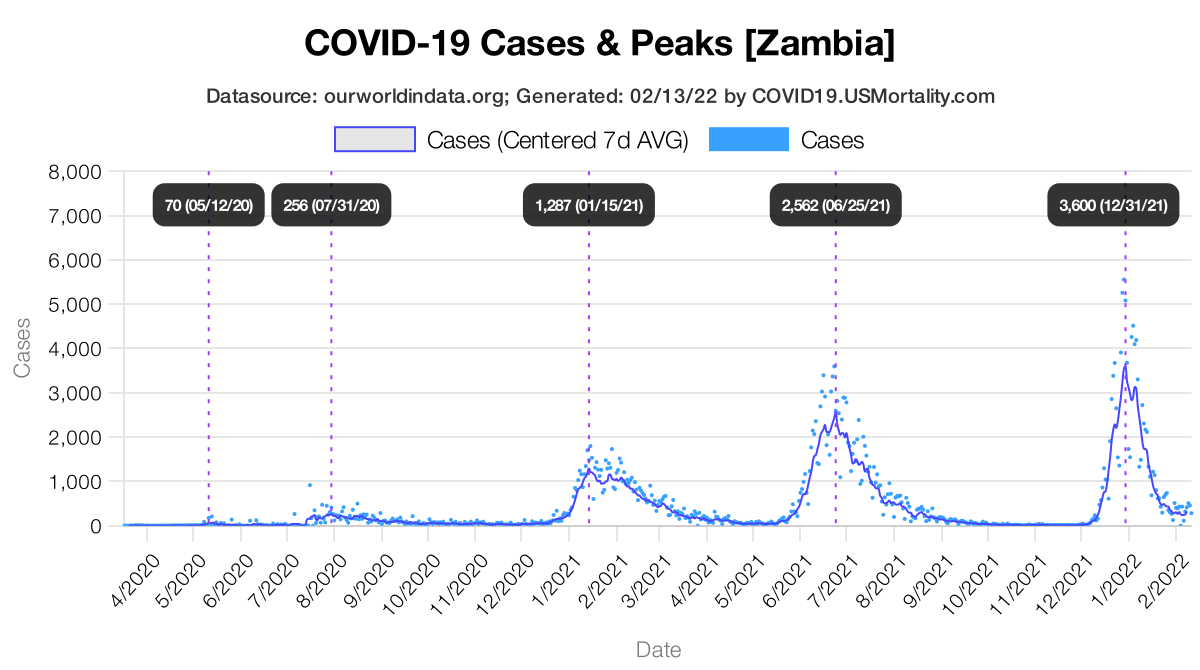 COVID-19 Cases & Peaks [Zambia]
Datasource: ourworldindata.org; Generated: 02/13/22 by COVID19.USMortality.com
Cases (Centered 7d AVG) Cases
8,000
70 (05/12/20) 256 (07/31/20) 1,287 (01/15/21) 2,562 (06/25/21) 3,600 (12/31/21)
7,000
6,000
5,000
4,000
3,000
2,000
1,000
0
Cases
4/2020 5/2020 6/2020 7/2020 8/2020 9/2020 10/2020 11/2020 12/2020 1/2021 2/2021 3/2021 4/2021 5/2021 6/2021 7/2021 8/2021 9/2021 10/2021 11/2021 12/2021 1/2022 2/2022
Date